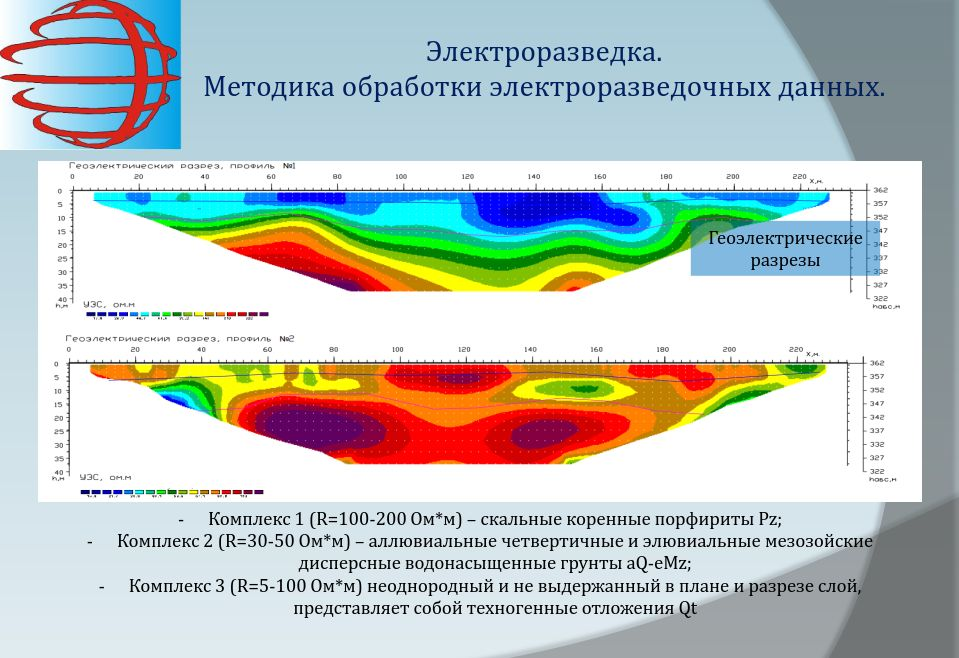 Электроразведка.
Методика обработки электроразведочных данных.
Геоэлектрический разрез, профиль №1
0 20 40 60 80 100 120 140 160 180 200 220 X,м.
0 362
5 357
10 352
15 347
20 342
25 337
30 332
35 327
40 322
h,м hабс,м
Геоэлектрические
разрезы
УЭС, ом.м
Геоэлектрический разрез, профиль №2
0 20 40 60 80 100 120 140 160 180 200 220 X,м.
0 362
5 357
10 352
15 347
20 342
25 337
30 332
35 327
40 322
h,м hабс,м
УЭС, ом.м
- Комплекс 1 (R=100-200 Ом*м) – скальные коренные порфириты Pz;
- Комплекс 2 (R=30-50 Ом*м) – аллювиальные четвертичные и элювиальные мезозойские
дисперсные водонасыщенные грунты aQ-eMz;
- Комплекс 3 (R=5-100 Ом*м) неоднородный и не выдержанный в плане и разрезе слой,
представляет собой техногенные отложения Qt